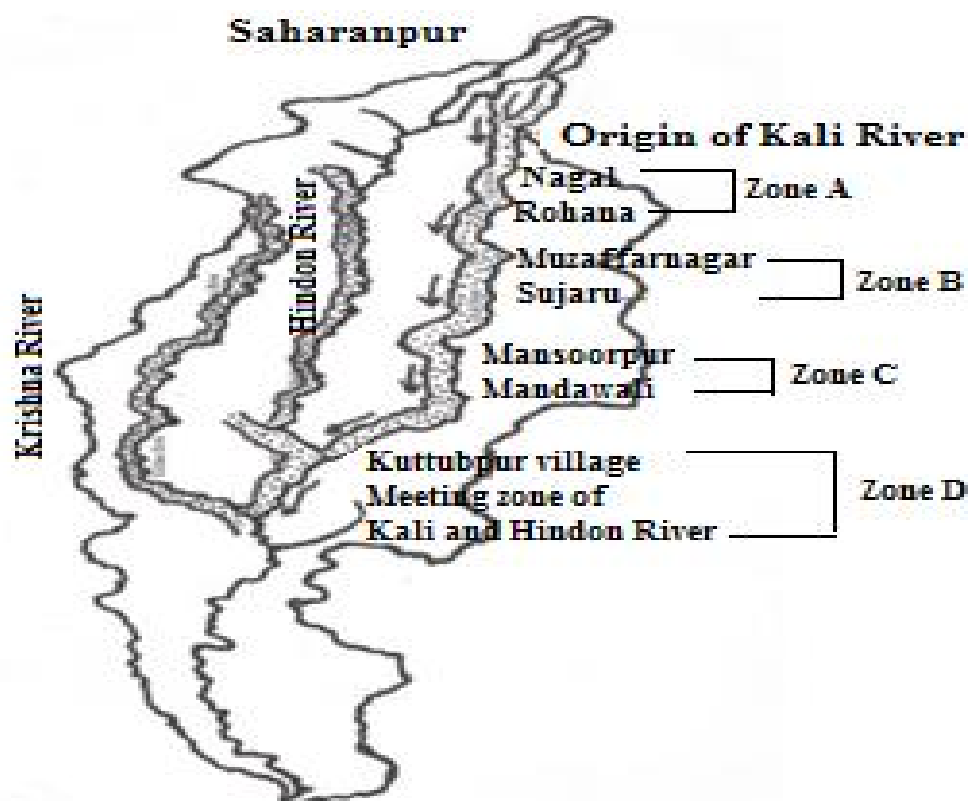 Saharanpur
Origin of Kali River
Nagal
Rohana
Zone A
Muzaffarnagar
Sujaru
Zone B
Mansoorpur
Mandawali
Zone C
Kuttubpur village
Meeting zone of
Kali and Hindon River
Zone D
Hindon River
Krishna River